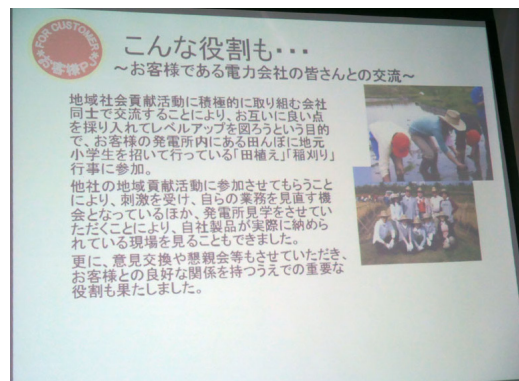 FOR CUSTOMER
お客様PJ
こんな役割も・・・
～お客様である電力会社の皆さんとの交流～
地域社会貢献活動に積極的に取り組む会社
同士で交流することにより、お互いに良い点
を採り入れてレベルアップを図ろうという目的
で、お客様の発電所内にある田んぼに地元
小学生を招いて行っている「田植え」「稲刈り」
行事に参加。
他社の地域貢献活動に参加させてもらうこと
により、刺激を受け、自らの業務を見直す機
会となっているほか、発電所見学をさせてい
ただくことにより、自社製品が実際に納めら
れている現場を見ることもできました。
更に、意見交換や懇親会等もさせていただき、
お客様との良好な関係を持つうえでの重要な
役割も果たしました。